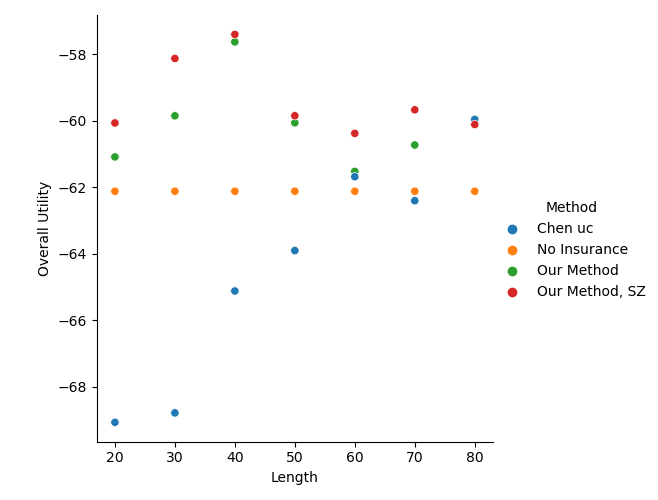 −58
−60
−62
−64
−66
−68
Overall Utility
20 30 40 50 60 70 80
Length
Method
Chen uc
No Insurance
Our Method
Our Method, SZ